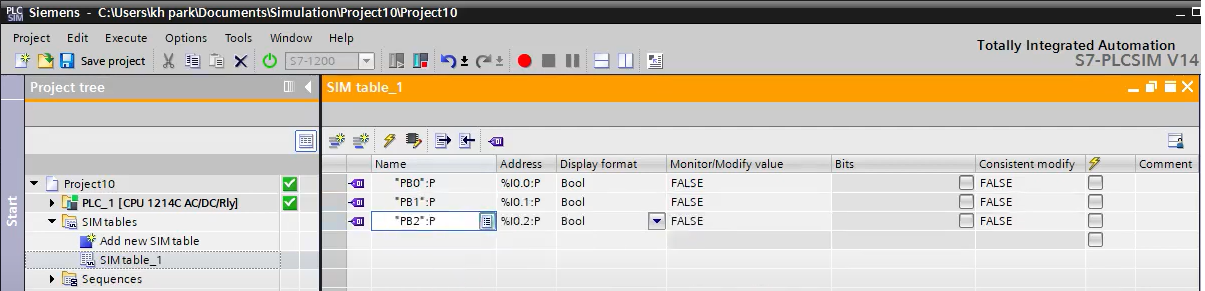 PLC SIM Siemens - C:\Users\kh park\Documents\Simulation\Project10\Project10
Project Edit Execute Options Tools Window Help
Totally Integrated Automation
S7-PLCSIM V14
Save project S7-1200
Project tree
SIM table_1
Start
Name Address Display format Monitor/Modify value Bits Consistent modify Comment
"PB0":P %I0.0:P Bool FALSE FALSE
"PB1":P %I0.1:P Bool FALSE FALSE
"PB2":P %I0.2:P Bool FALSE FALSE
Project10
PLC_1 [CPU 1214C AC/DC/Rly]
SIM tables
Add new SIM table
SIM table_1
Sequences